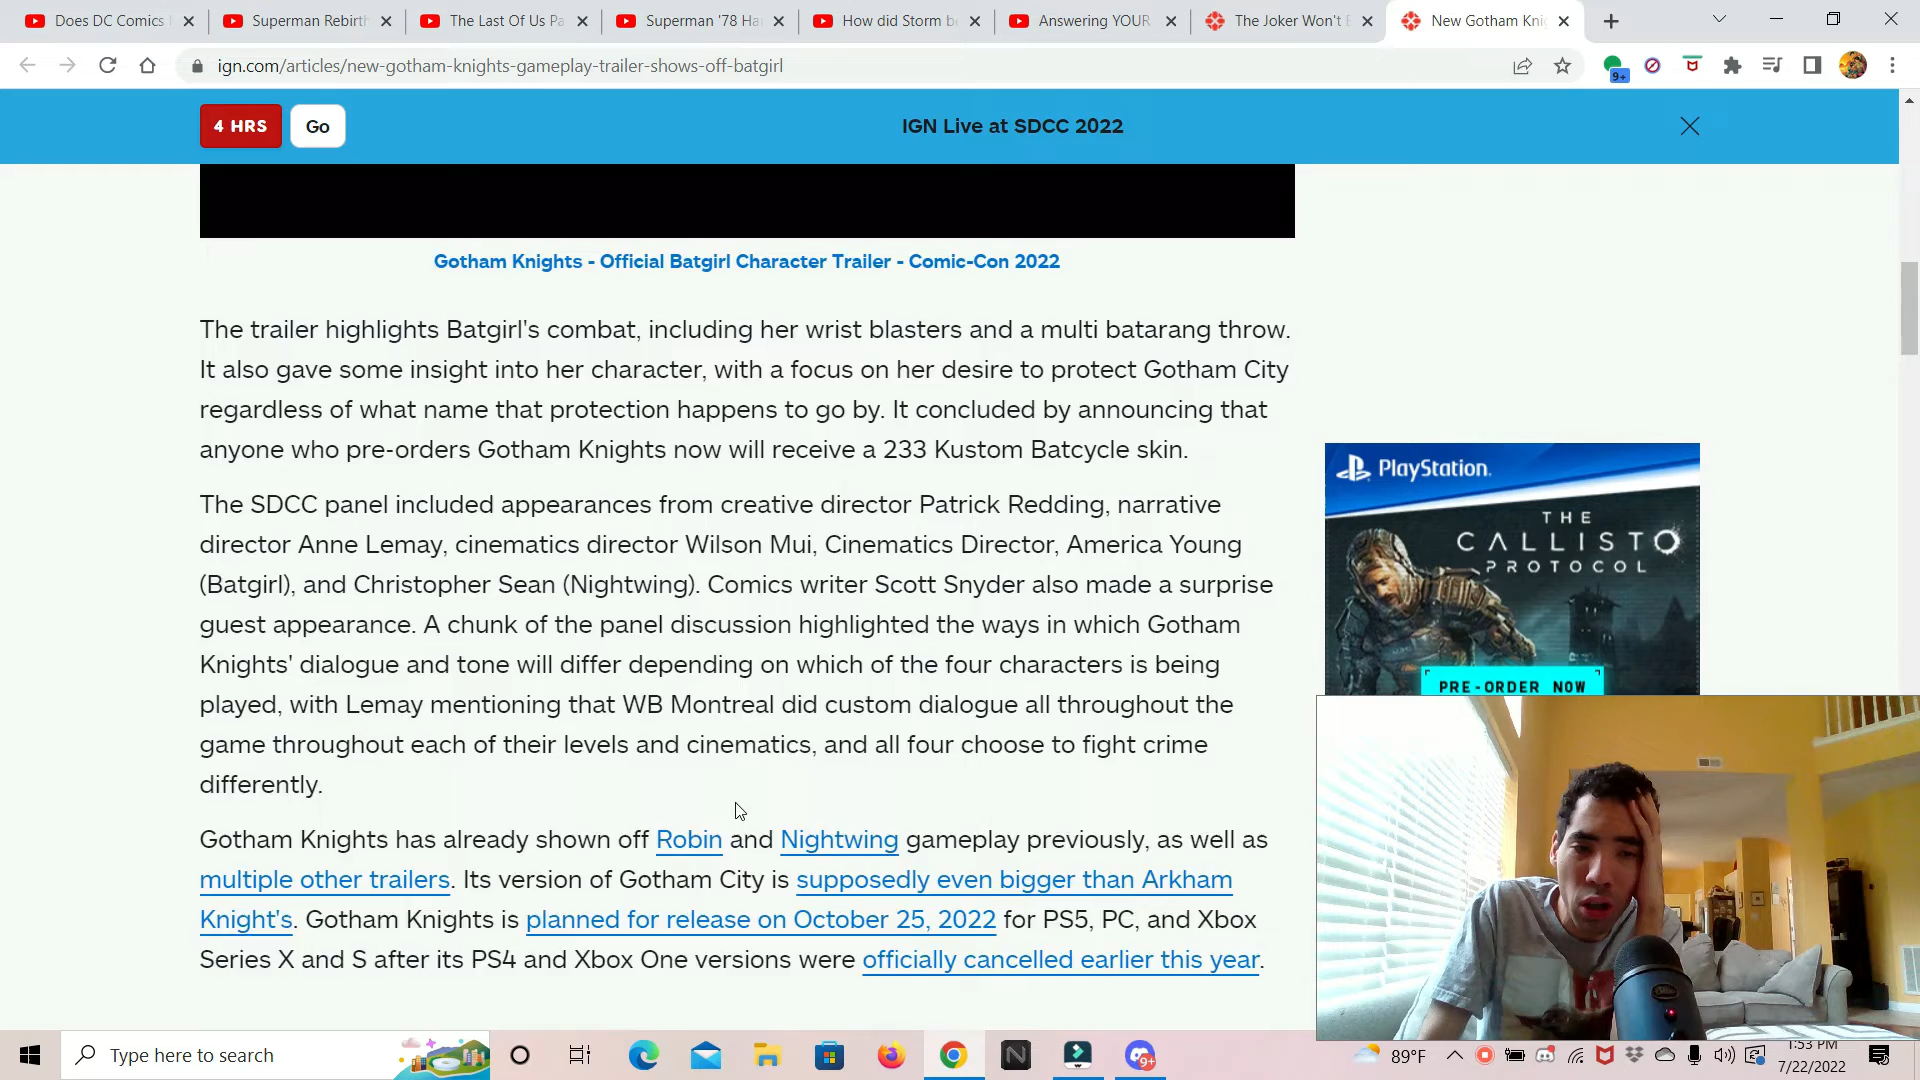 Does DC Comics
Superman Rebirth
The Last Of Us Pa
Superman '78 Ha
How did Storm b
Answering YOUR
The Joker Won't
New Gotham Kni
ign.com/articles/new-gotham-knights-gameplay-trailer-shows-off-batgirl
9+
4 HRS
Go
IGN Live at SDCC 2022
Gotham Knights - Official Batgirl Character Trailer - Comic-Con 2022
The trailer highlights Batgirl's combat, including her wrist blasters and a multi batarang throw.
It also gave some insight into her character, with a focus on her desire to protect Gotham City
regardless of what name that protection happens to go by. It concluded by announcing that
anyone who pre-orders Gotham Knights now will receive a 233 Kustom Batcycle skin.
The SDCC panel included appearances from creative director Patrick Redding, narrative
director Anne Lemay, cinematics director Wilson Mui, Cinematics Director, America Young
(Batgirl), and Christopher Sean (Nightwing). Comics writer Scott Snyder also made a surprise
guest appearance. A chunk of the panel discussion highlighted the ways in which Gotham
Knights' dialogue and tone will differ depending on which of the four characters is being
played, with Lemay mentioning that WB Montreal did custom dialogue all throughout the
game throughout each of their levels and cinematics, and all four choose to fight crime
differently.
Gotham Knights has already shown off Robin and Nightwing gameplay previously, as well as
multiple other trailers. Its version of Gotham City is supposedly even bigger than Arkham
Knight's. Gotham Knights is planned for release on October 25, 2022 for PS5, PC, and Xbox
Series X and S after its PS4 and Xbox One versions were officially cancelled earlier this year.
PlayStation.
THE
CALLISTO
PROTOCOL
PRE-ORDER NOW
Type here to search
9+
89°F
1:53 PM
7/22/2022